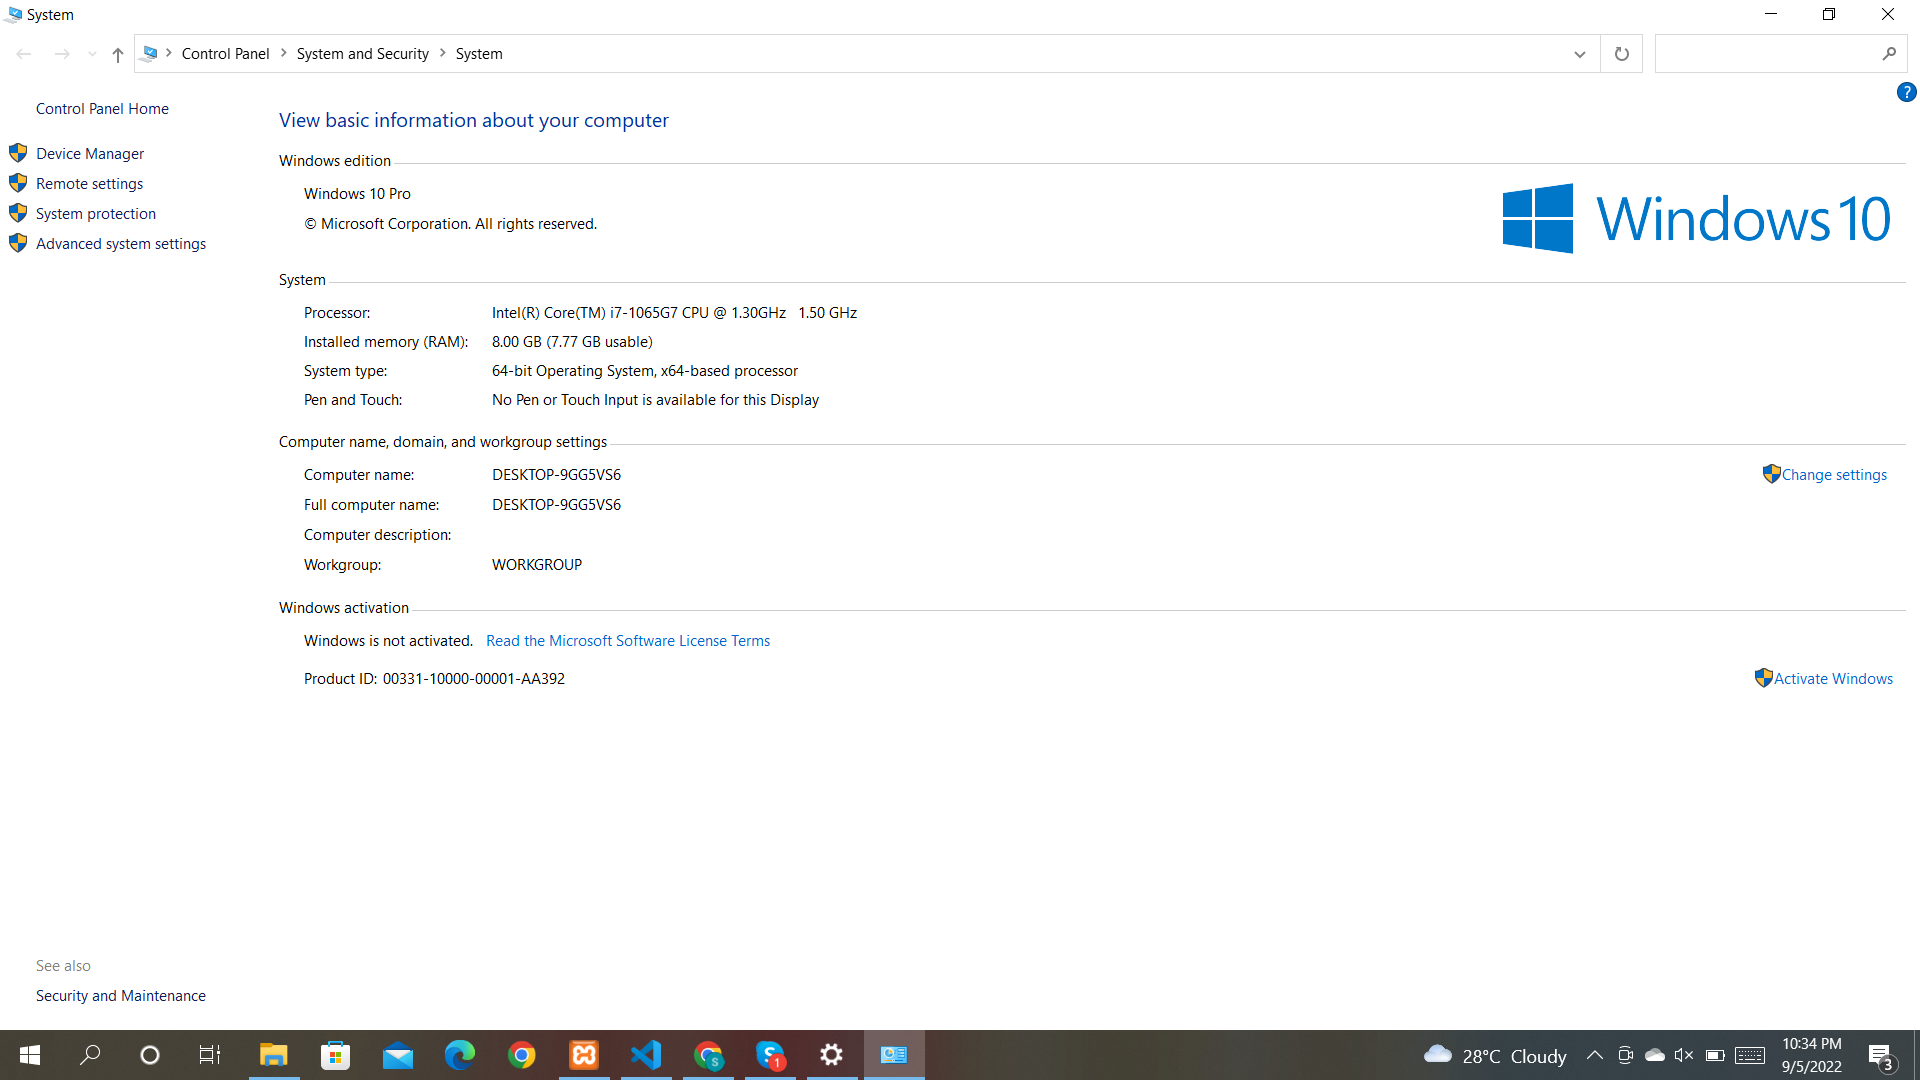 System
Control Panel > System and Security > System
Control Panel Home
Device Manager
Remote settings
System protection
Advanced system settings
View basic information about your computer
Windows edition
Windows 10 Pro
© Microsoft Corporation. All rights reserved.
Windows 10
System
Processor: Intel(R) Core(TM) i7-1065G7 CPU @ 1.30GHz 1.50 GHz
Installed memory (RAM): 8.00 GB (7.77 GB usable)
System type: 64-bit Operating System, x64-based processor
Pen and Touch: No Pen or Touch Input is available for this Display
Computer name, domain, and workgroup settings
Computer name: DESKTOP-9GG5VS6
Change settings
Full computer name: DESKTOP-9GG5VS6
Computer description:
Workgroup: WORKGROUP
Windows activation
Windows is not activated. Read the Microsoft Software License Terms
Product ID: 00331-10000-00001-AA392
Activate Windows
See also
Security and Maintenance
S
S
1
28°C Cloudy
10:34 PM
9/5/2022
3